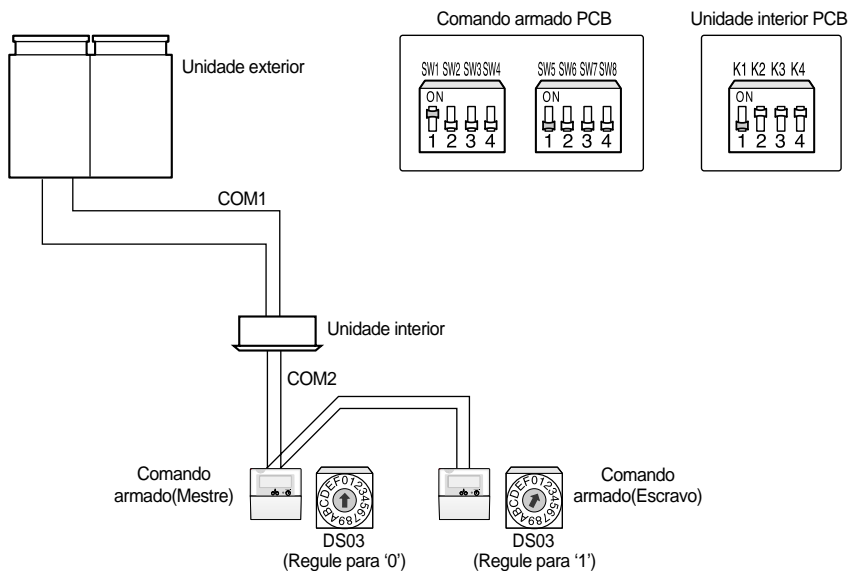 Comando armado PCB
Unidade interior PCB
SW1 SW2 SW3 SW4
SW5 SW6 SW7 SW8
K1 K2 K3 K4
ON
ON
ON
1 2 3 4
1 2 3 4
1 2 3 4
Unidade exterior
COM1
Unidade interior
COM2
Comando
armado(Mestre)
F0123456789ABCDE
DS03
(Regule para ‘0’)
F0123456789ABCDE
DS03
(Regule para ‘1’)
Comando
armado(Escravo)